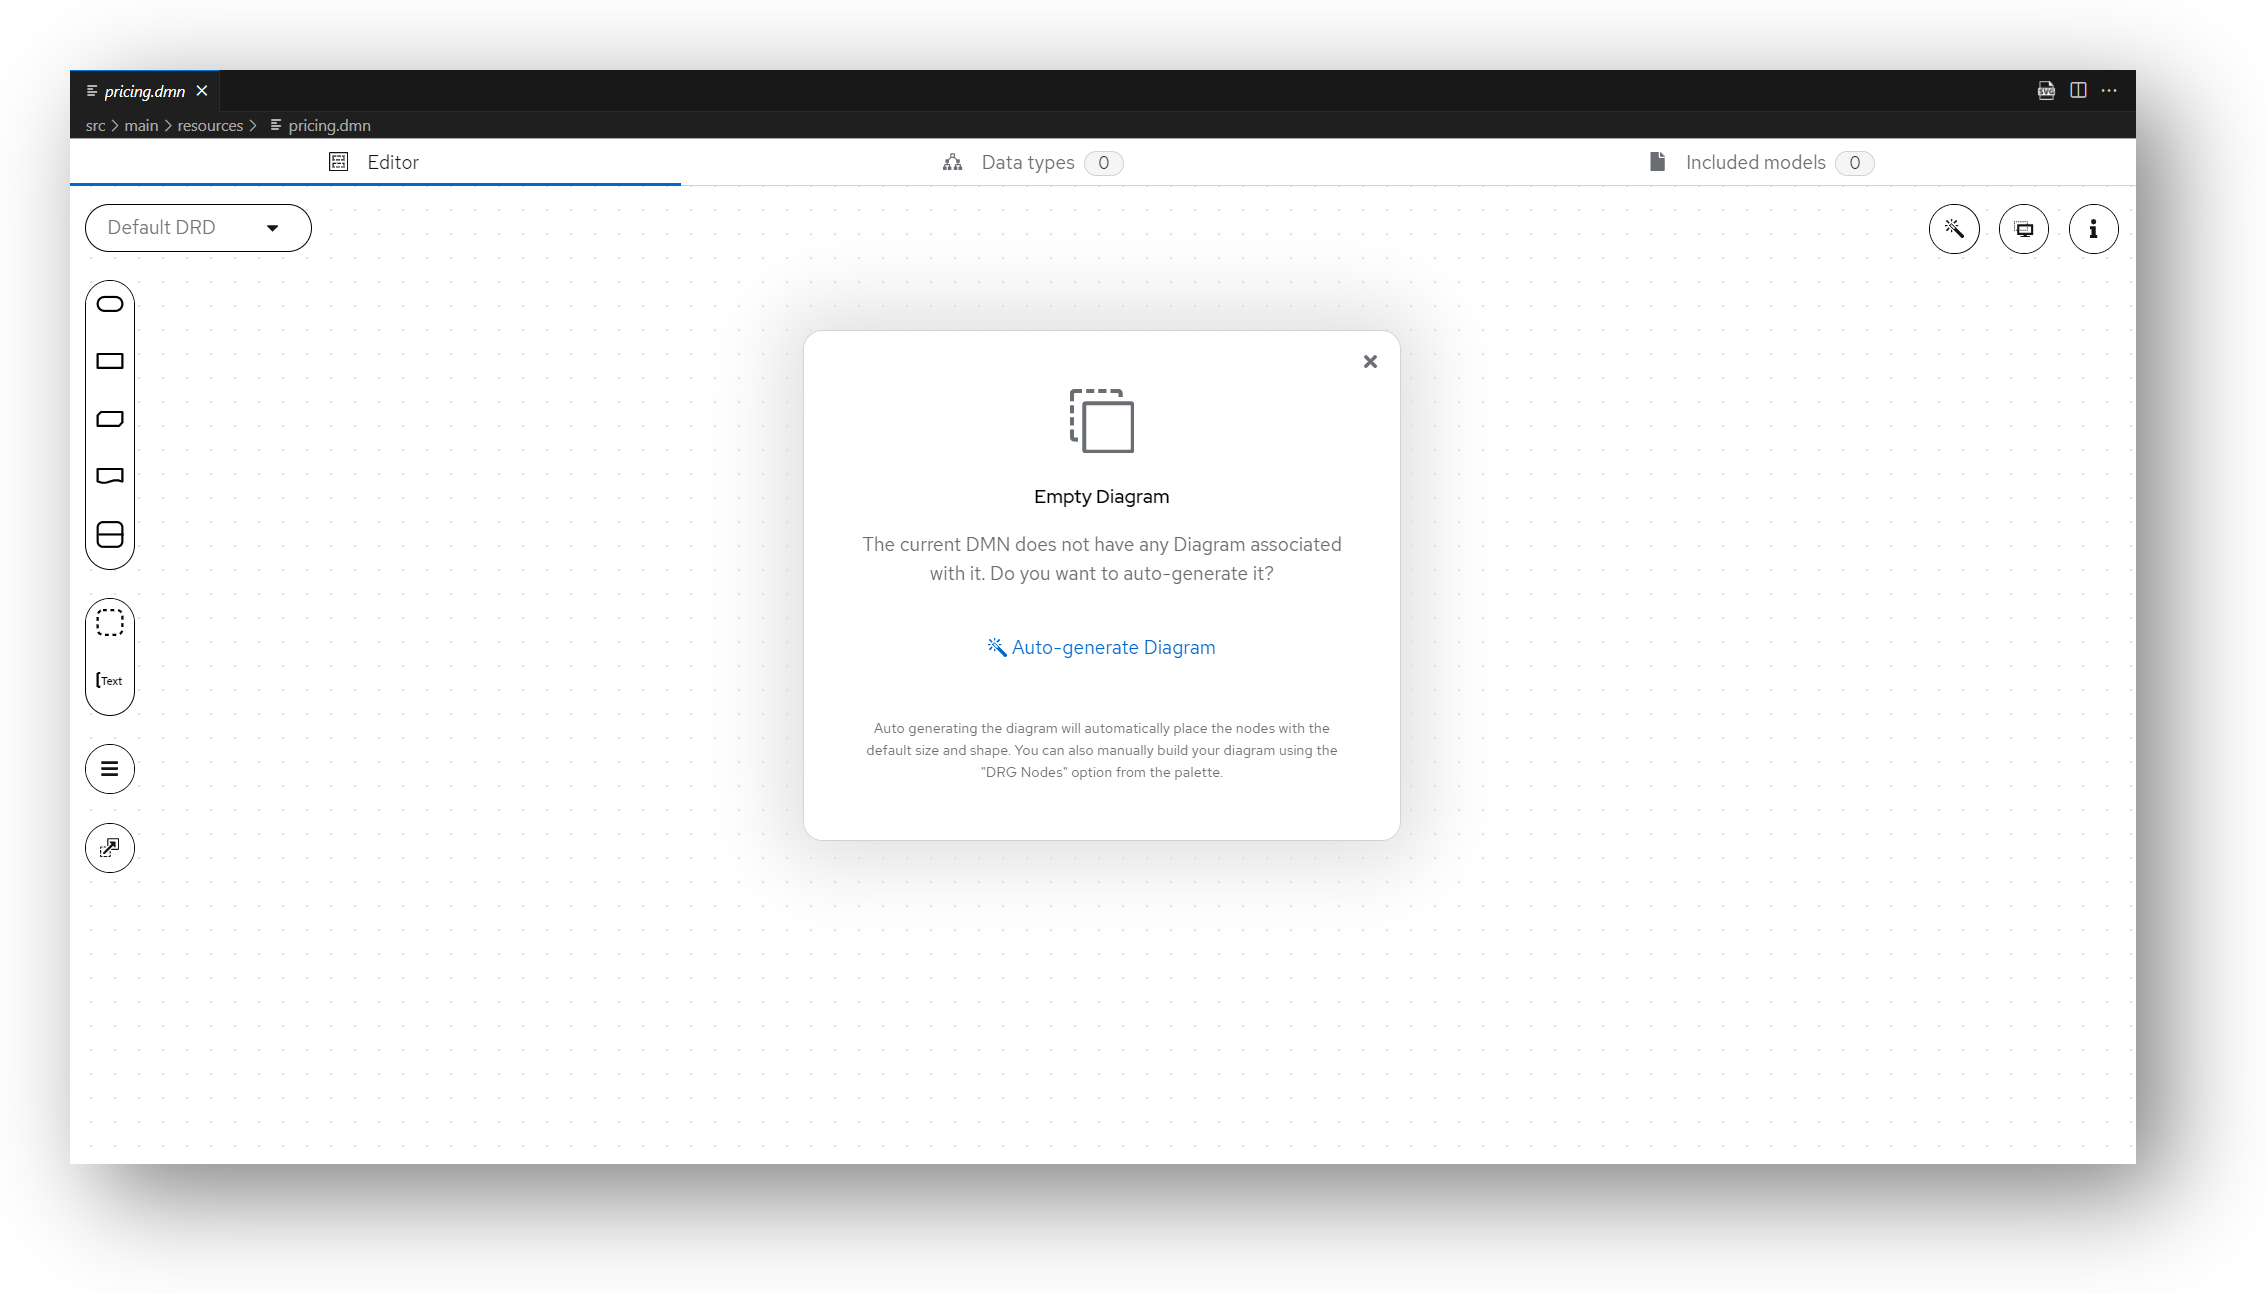 pricing.dmn
SVG
src > main > resources > pricing.dmn
Editor
Data types 0
Included models 0
Default DRD
Empty Diagram
The current DMN does not have any Diagram associated
with it. Do you want to auto-generate it?
Auto-generate Diagram
Auto generating the diagram will automatically place the nodes with the
default size and shape. You can also manually build your diagram using the
"DRG Nodes" option from the palette.
Text